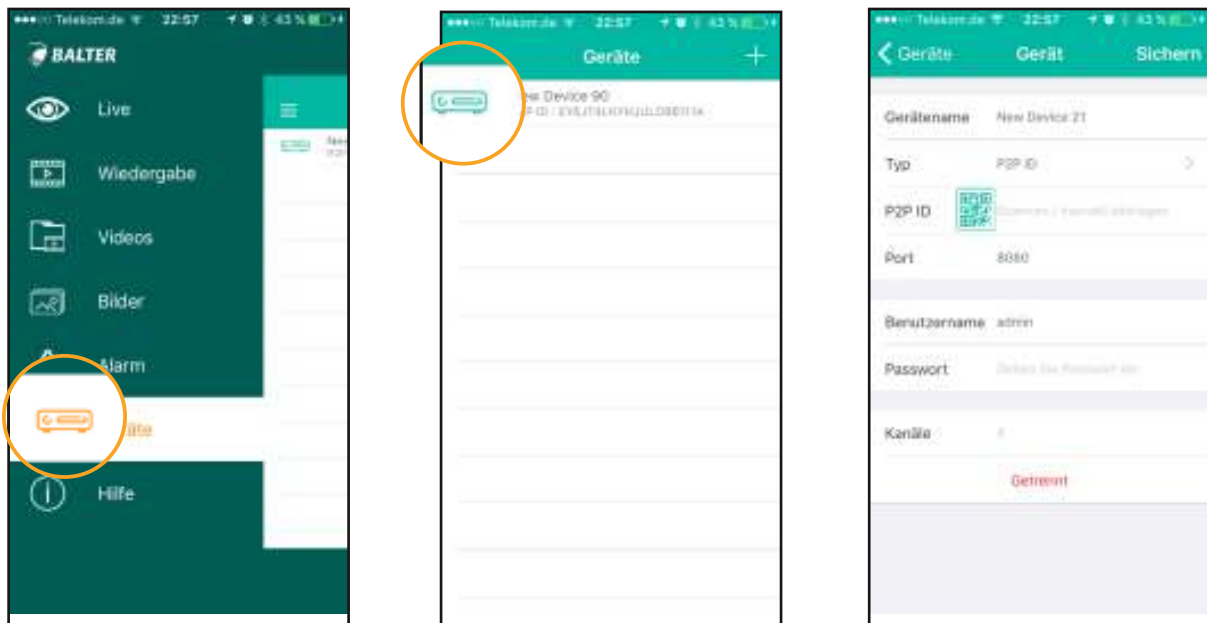 Telekom.de 22:57 43 %
BALTER
Live
Wiedergabe
Videos
Bilder
Alarm
äte
Hilfe
Telekom.de 22:57 43 %
Geräte
Device 90
Telekom.de 22:57 43 %
Geräte Gerät Sichern
Gerätename New Device 21
Typ P2P ID
P2P ID
Port 8080
Benutzername admin
Passwort
Kanäle
Getrennt